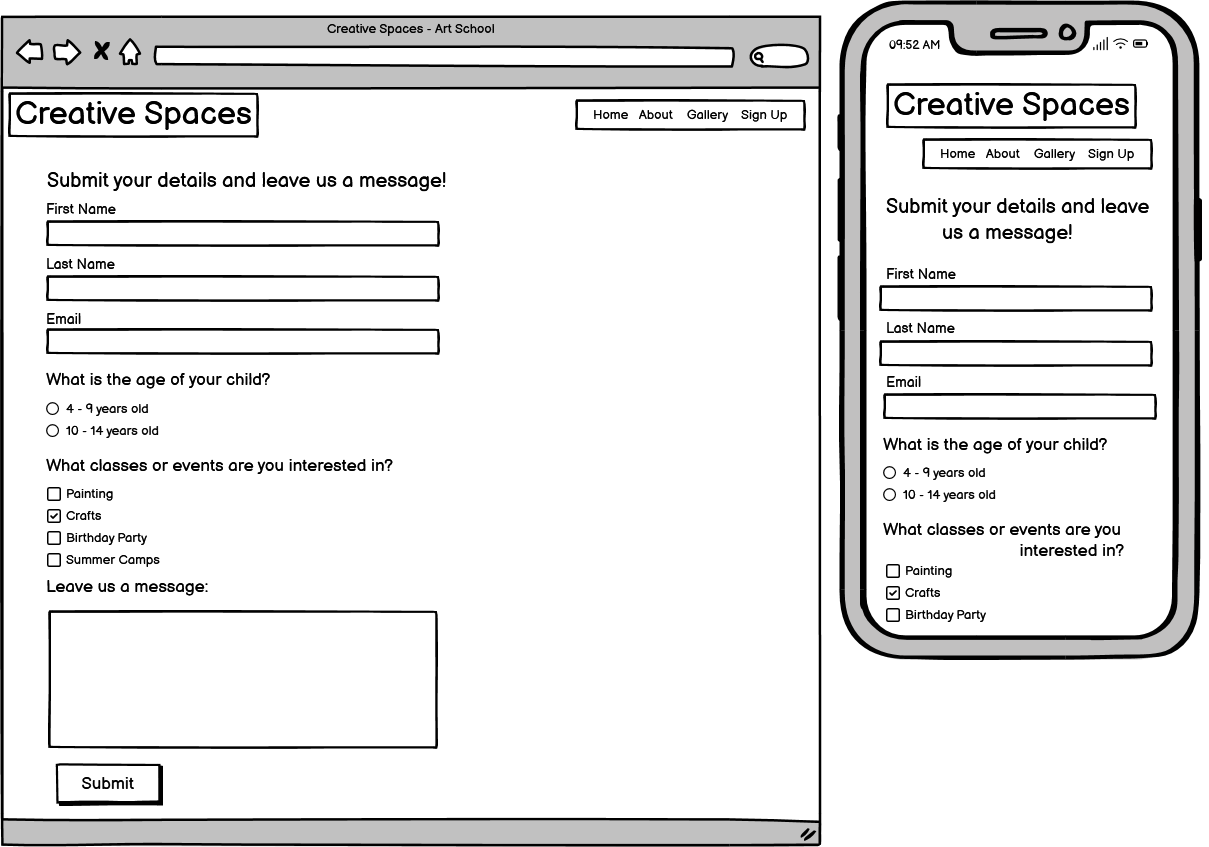 Creative Spaces - Art School
Creative Spaces
Home About Gallery Sign Up
Submit your details and leave us a message!
First Name
Last Name
Email
What is the age of your child?
4 - 9 years old
10 - 14 years old
What classes or events are you interested in?
Painting
Crafts
Birthday Party
Summer Camps
Leave us a message:
Submit
09:52 AM
Creative Spaces
Home About Gallery Sign Up
Submit your details and leave
us a message!
First Name
Last Name
Email
What is the age of your child?
4 - 9 years old
10 - 14 years old
What classes or events are you
interested in?
Painting
Crafts
Birthday Party